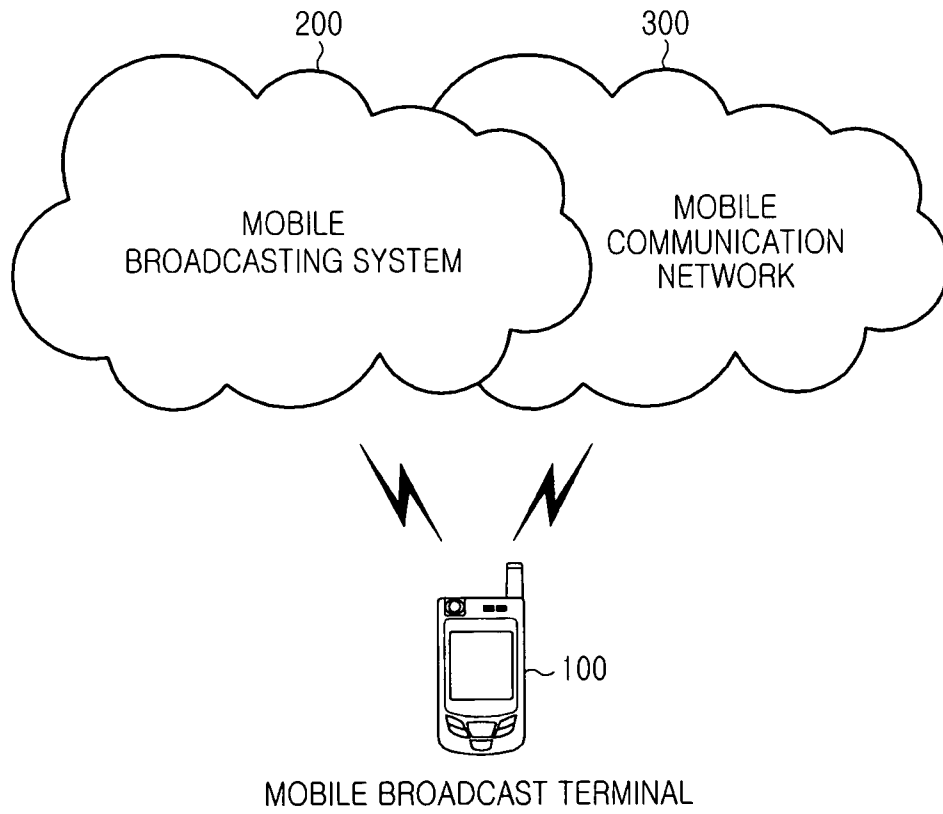 200
300
MOBILE
BROADCASTING SYSTEM
MOBILE
COMMUNICATION
NETWORK
100
MOBILE BROADCAST TERMINAL